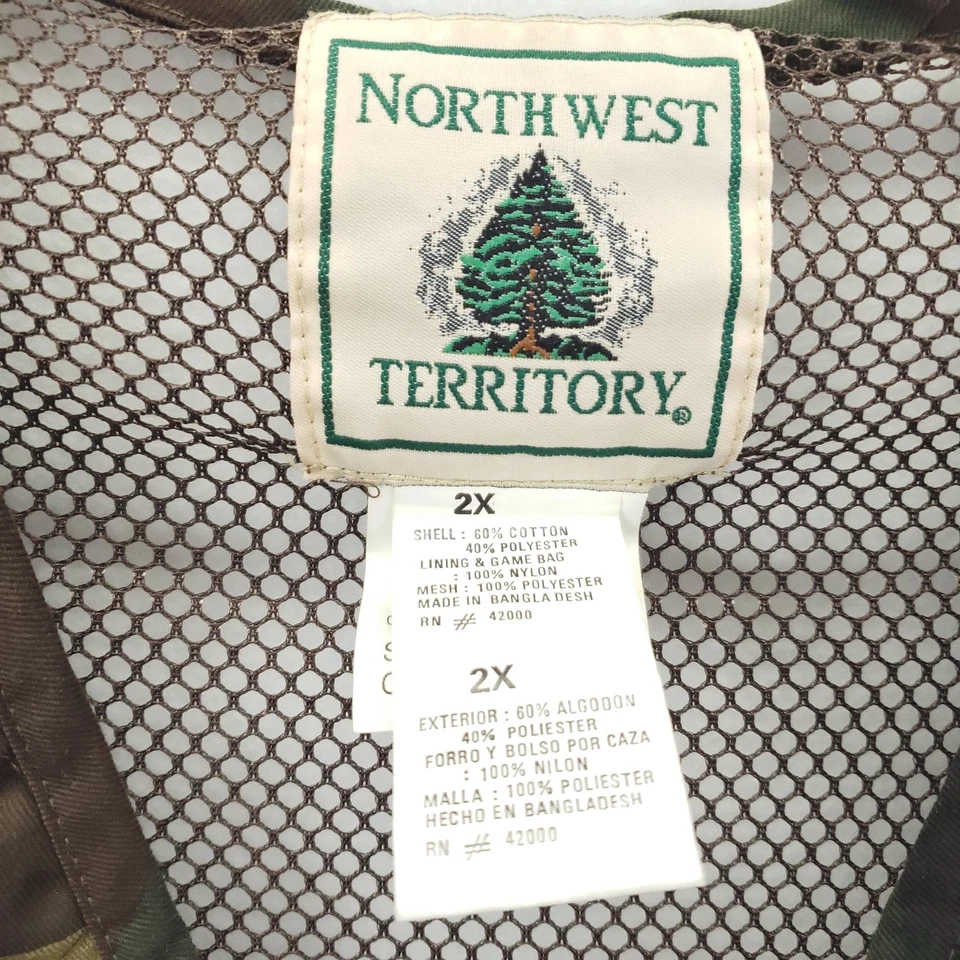 NORTHWEST
TERRITORY®
2X
SHELL : 60% COTTON
40% POLYESTER
LINING & GAME BAG
: 100% NYLON
MESH : 100% POLYESTER
MADE IN BANGLA DESH
RN # 42000
2X
EXTERIOR : 60% ALGODON
40% POLIESTER
FORRO Y BOLSO POR CAZA
: 100% NILON
MALLA : 100% POLIESTER
HECHO EN BANGLADESH
RN # 42000